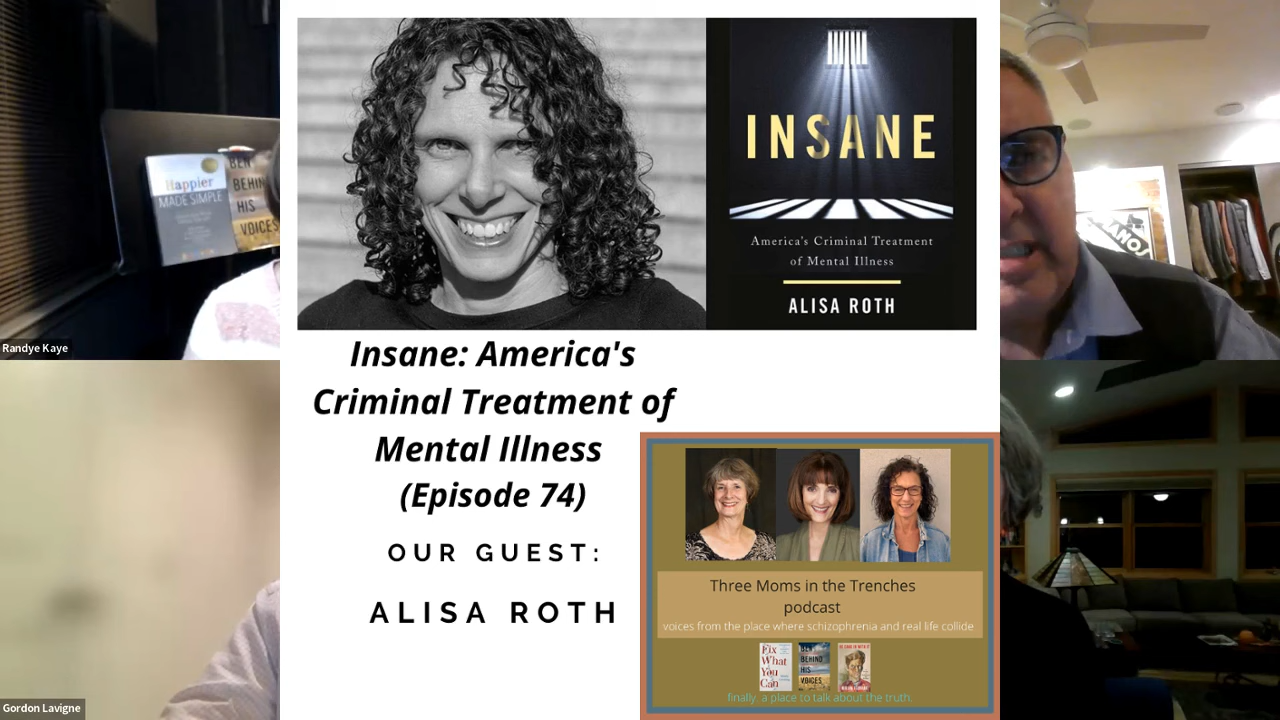 Happier
MADE SIMPLE
BEN
BEHIND
HIS
VOICES
Randye Kaye
INSANE
America's Criminal Treatment
of Mental Illness
ALISA ROTH
Insane: America's
Criminal Treatment of
Mental Illness
(Episode 74)
OUR GUEST:
ALISA ROTH
Three Moms in the Trenches
podcast
voices from the place where schizophrenia and real life collide
Fix
What
You
Can
BEN
BEHIND
HIS
VOICES
finally a place to talk about the truth.
Gordon Lavigne